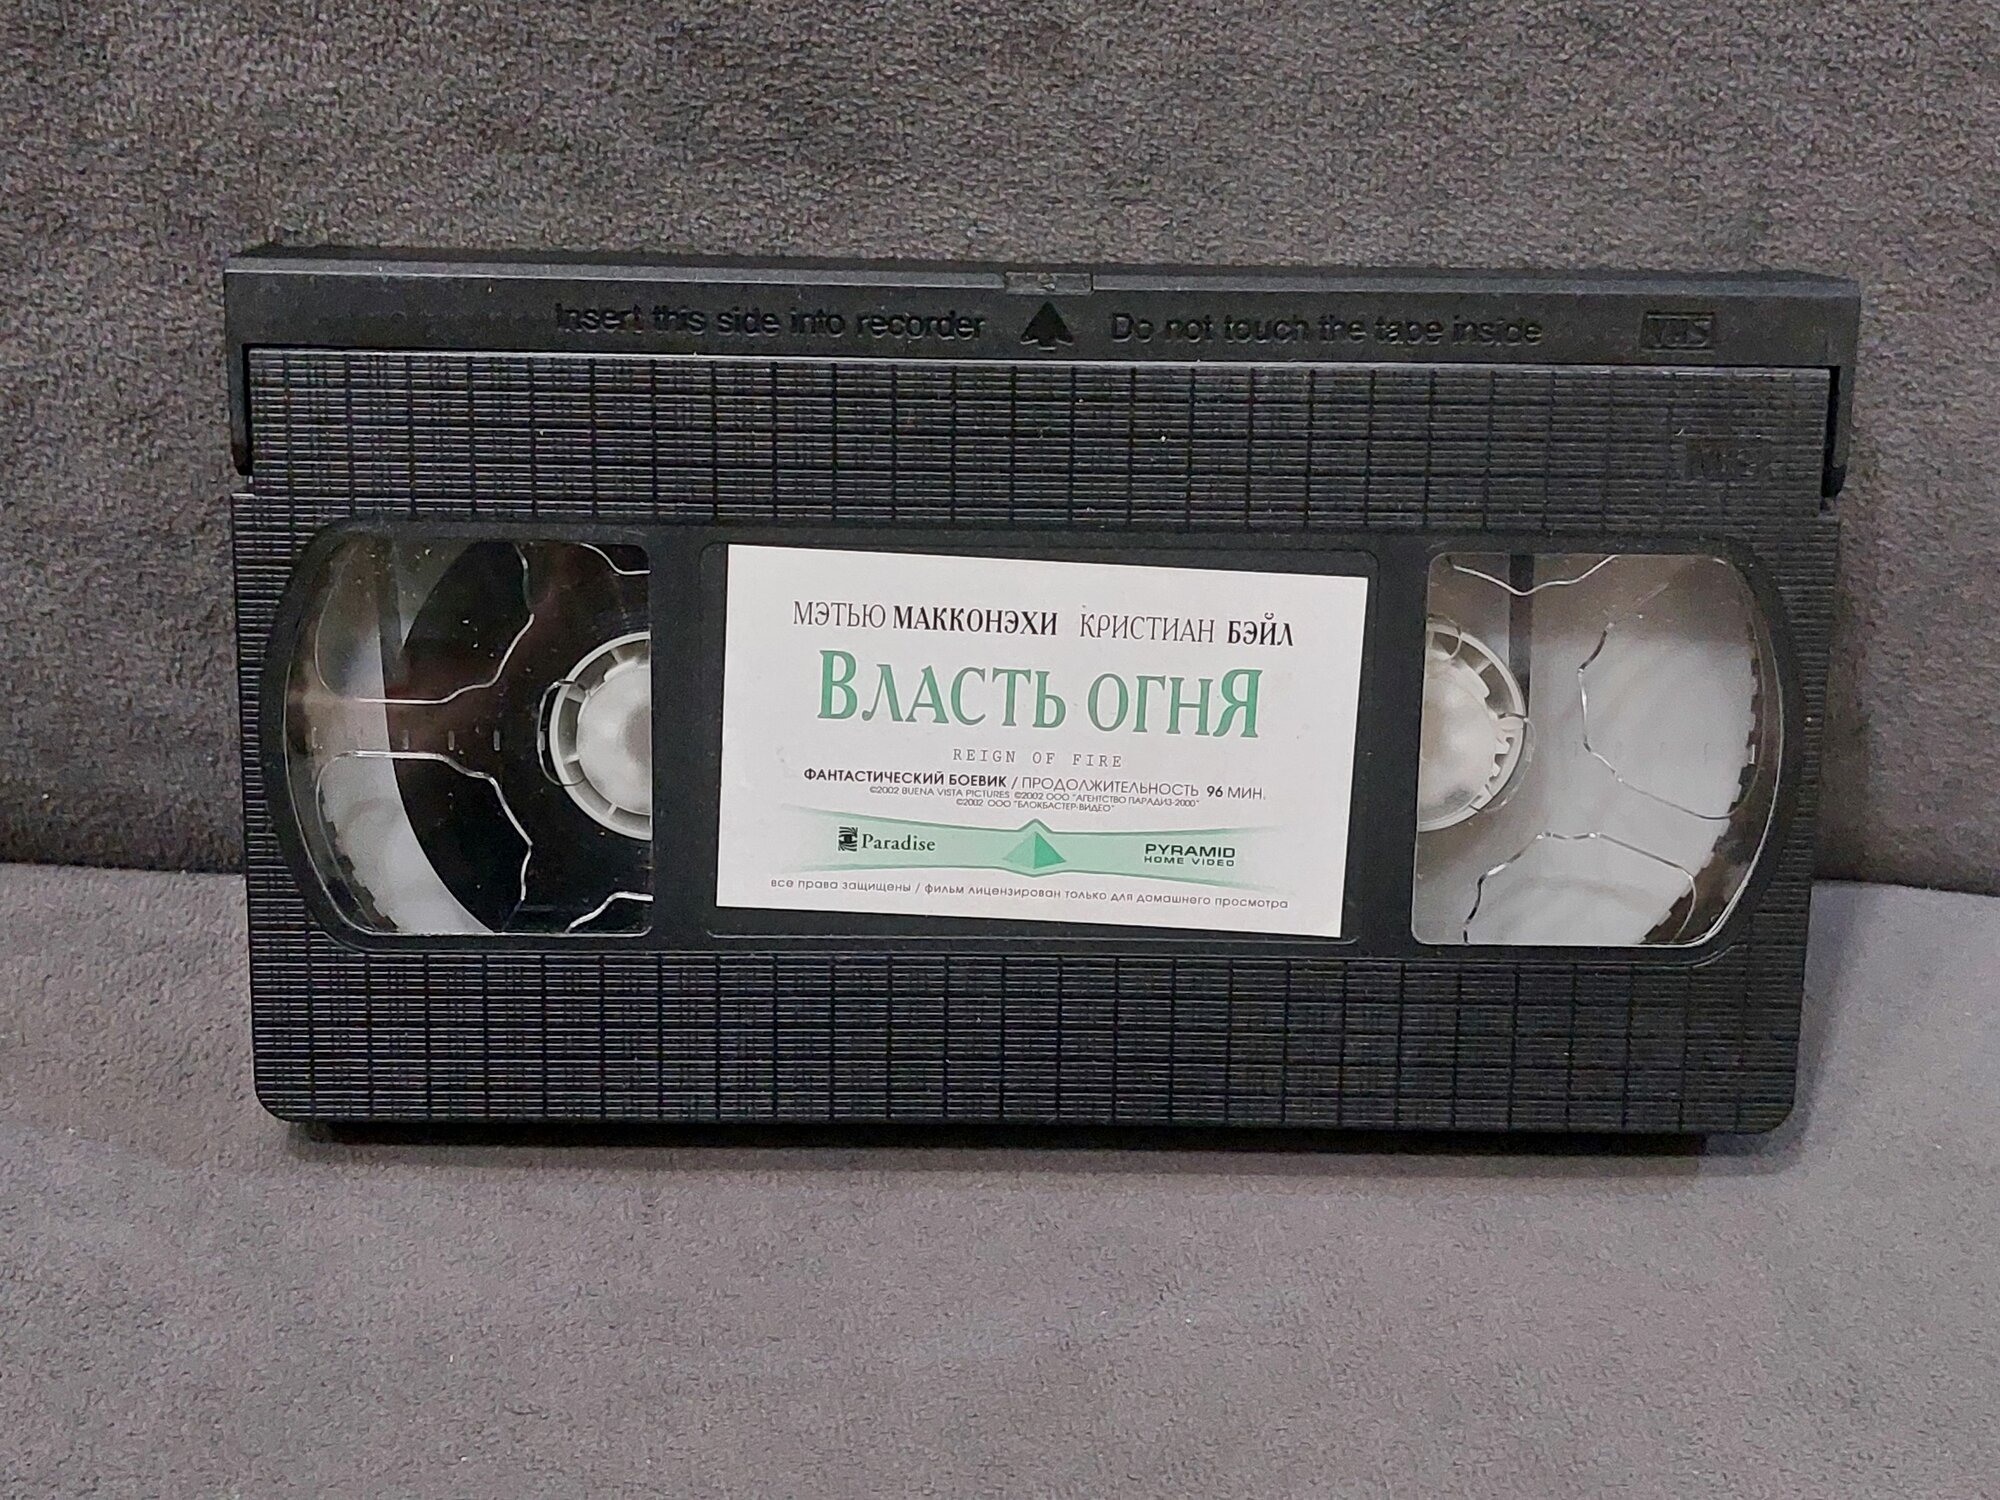 Insert this side into recorder Do not touch the tape inside VHS
VHS
МЭТЬЮ МАККОНЭХИ КРИСТИАН БЭЙЛ
ВЛАСТЬ ОГНЯ
REIGN OF FIRE
ФАНТАСТИЧЕСКИЙ БОЕВИК / ПРОДОЛЖИТЕЛЬНОСТЬ 96 МИН.
©2002 BUENA VISTA PICTURES ©2002 ООО "АГЕНТСТВО ПАРАДИЗ-2000"
©2002 ООО "БЛОКБАСТЕР-ВИДЕО"
Paradise PYRAMID
HOME VIDEO
все права защищены / фильм лицензирован только для домашнего просмотра